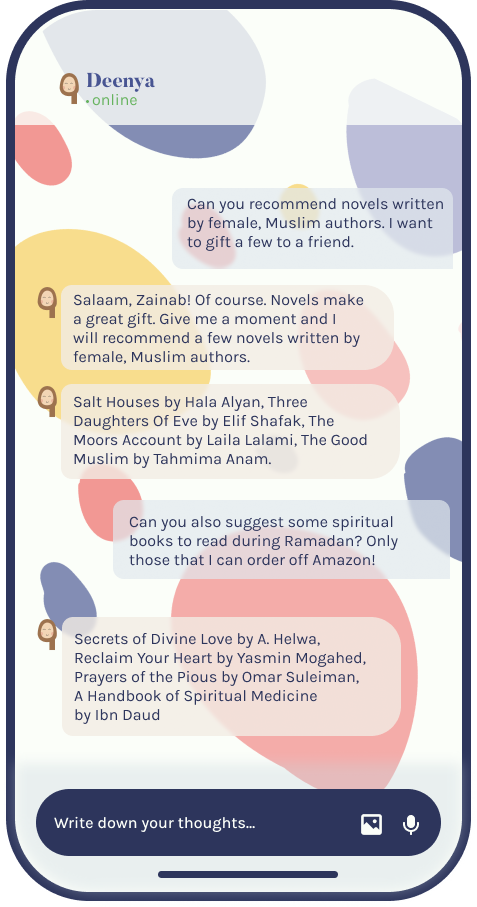 Deenya
• online
Can you recommend novels written
by female, Muslim authors. I want
to gift a few to a friend.
Salaam, Zainab! Of course. Novels make
a great gift. Give me a moment and I
will recommend a few novels written by
female, Muslim authors.
Salt Houses by Hala Alyan, Three
Daughters Of Eve by Elif Shafak, The
Moors Account by Laila Lalami, The Good
Muslim by Tahmima Anam.
Can you also suggest some spiritual
books to read during Ramadan? Only
those that I can order off Amazon!
Secrets of Divine Love by A. Helwa,
Reclaim Your Heart by Yasmin Mogahed,
Prayers of the Pious by Omar Suleiman,
A Handbook of Spiritual Medicine
by Ibn Daud
Write down your thoughts...